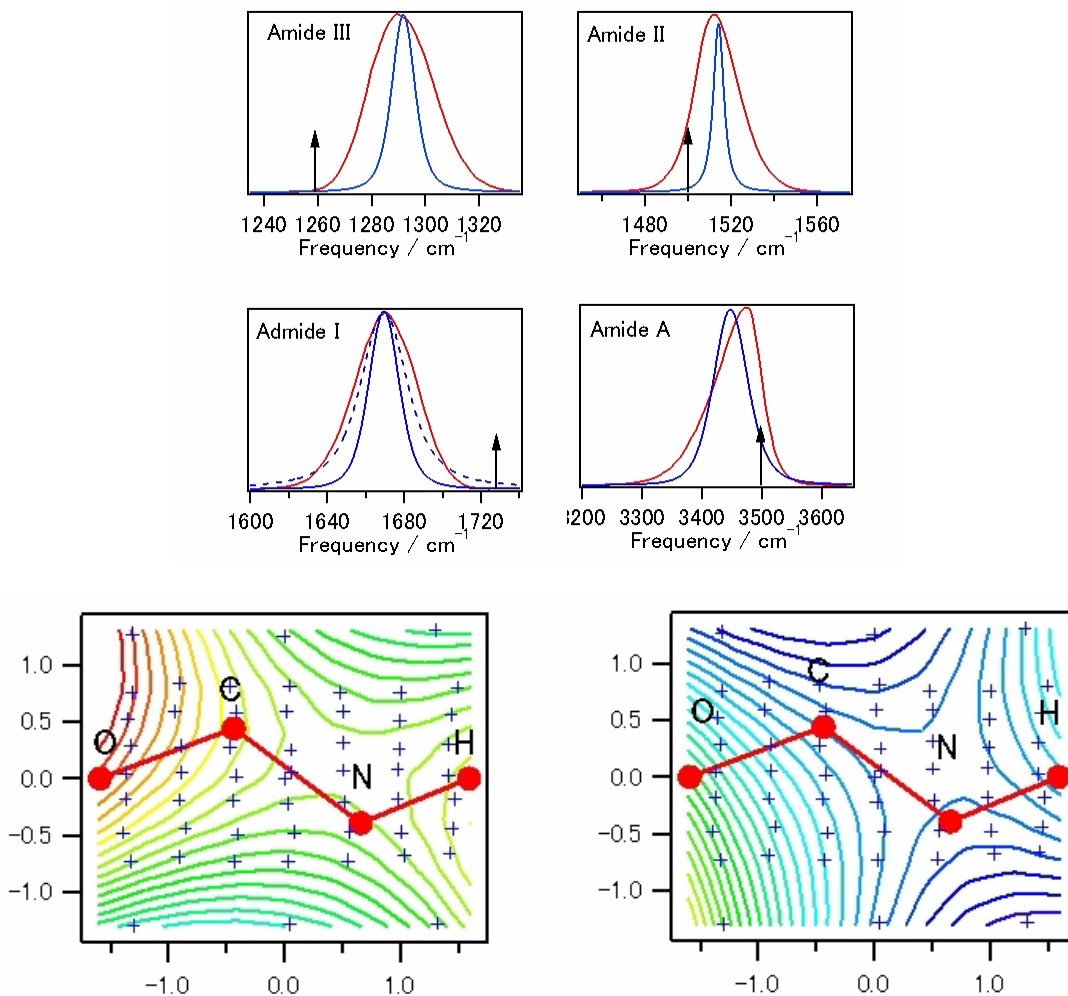 Amide III
1240 1260 1280 1300 1320
Frequency / cm-1
Amide II
1480 1520 1560
Frequency / cm-1
Admide I
1600 1640 1680 1720
Frequency / cm-1
Amide A
3200 3300 3400 3500 3600
Frequency / cm-1
1.0
0.5
0.0
-0.5
-1.0
O
C
N
H
-1.0 0.0 1.0
1.0
0.5
0.0
-0.5
-1.0
O
C
N
H
-1.0 0.0 1.0